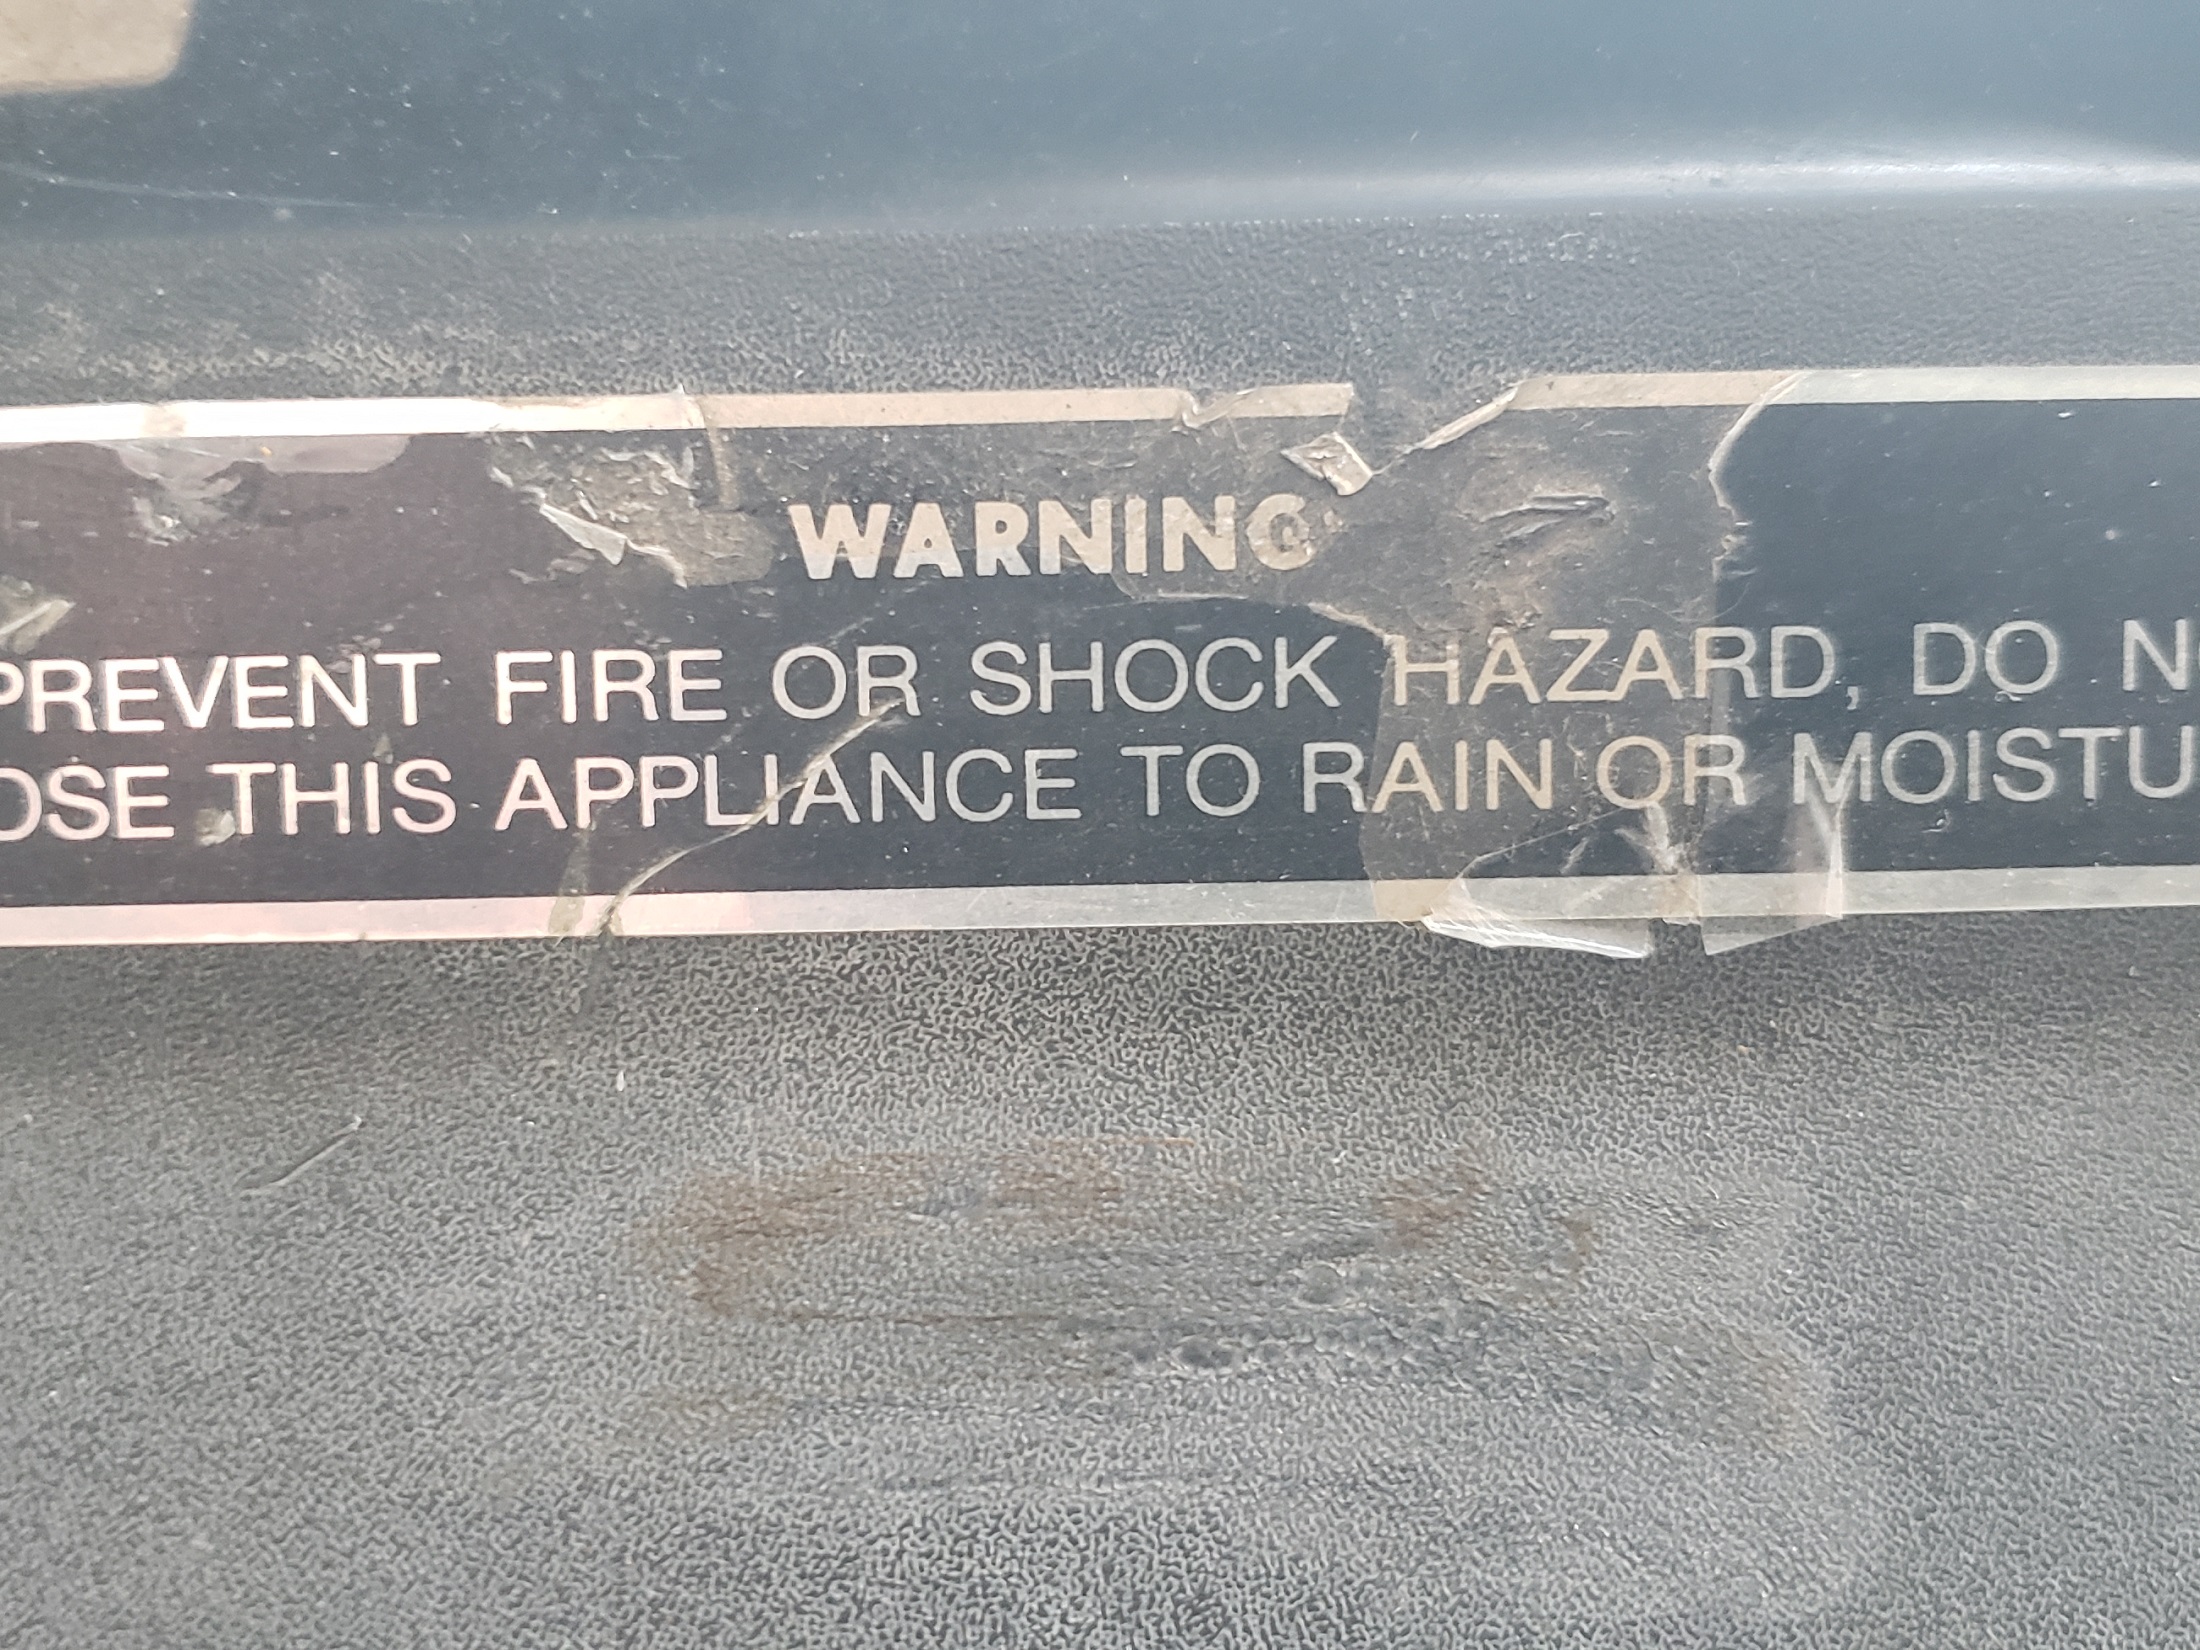 WARNING
PREVENT FIRE OR SHOCK HAZARD, DO N
OSE THIS APPLIANCE TO RAIN OR MOISTU